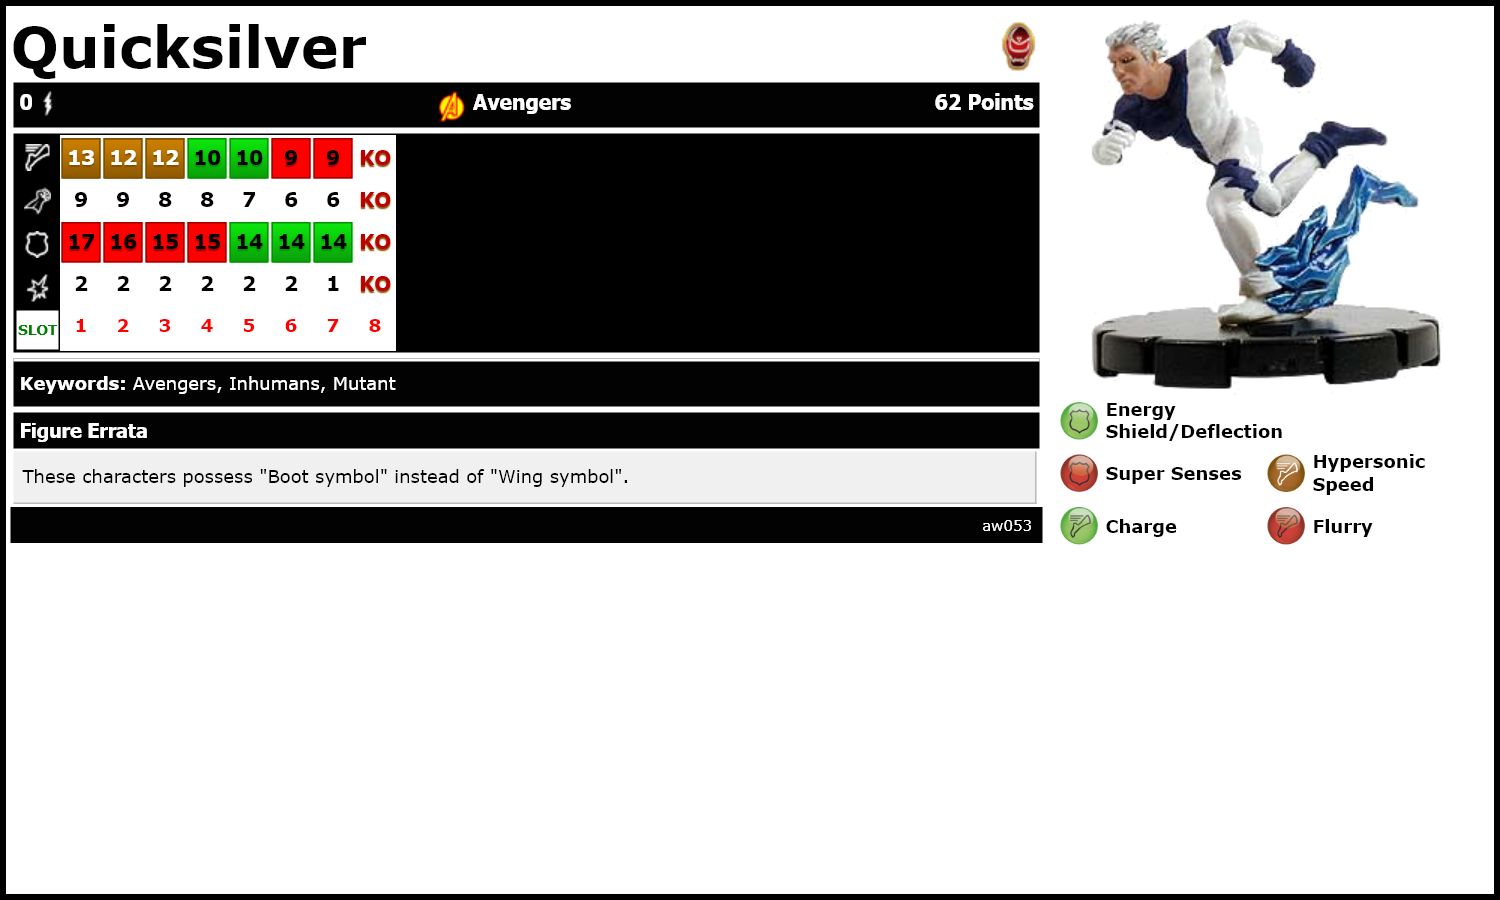 Quicksilver
0 Avengers 62 Points
13 12 12 10 10 9 9 KO
9 9 8 8 7 6 6 KO
17 16 15 15 14 14 14 KO
2 2 2 2 2 2 1 KO
SLOT 1 2 3 4 5 6 7 8
Keywords: Avengers, Inhumans, Mutant
Figure Errata
These characters possess "Boot symbol" instead of "Wing symbol".
aw053
Energy
Shield/Deflection
Super Senses
Hypersonic
Speed
Charge
Flurry